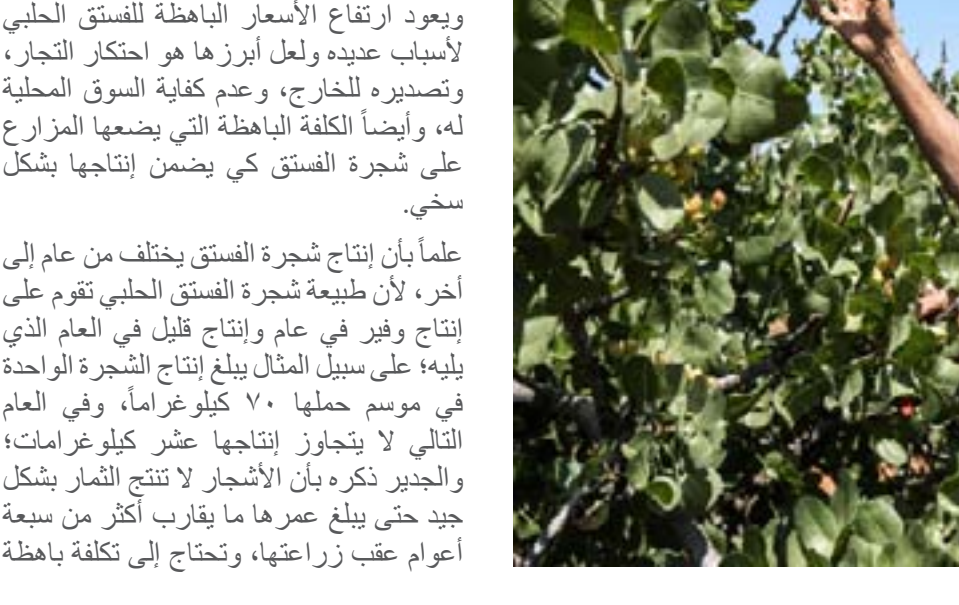 ويعود ارتفاع الأسعار الباهظة للفستق الحلبي
لأسباب عديده ولعل أبرزها هو احتكار التجار،
وتصديره للخارج، وعدم كفاية السوق المحلية
له، وأيضاً الكلفة الباهظة التي يضعها المزارع
على شجرة الفستق كي يضمن إنتاجها بشكل
سخي.
علماً بأن إنتاج شجرة الفستق يختلف من عام إلى
أخر، لأن طبيعة شجرة الفستق الحلبي تقوم على
إنتاج وفير في عام وإنتاج قليل في العام الذي
يليه؛ على سبيل المثال يبلغ إنتاج الشجرة الواحدة
في موسم حملها ٧٠ كيلوغراماً، وفي العام
التالي لا يتجاوز إنتاجها عشر كيلوغرامات؛
والجدير ذكره بأن الأشجار لا تنتج الثمار بشكل
جيد حتى يبلغ عمرها ما يقارب أكثر من سبعة
أعوام عقب زراعتها، وتحتاج إلى تكلفة باهظة